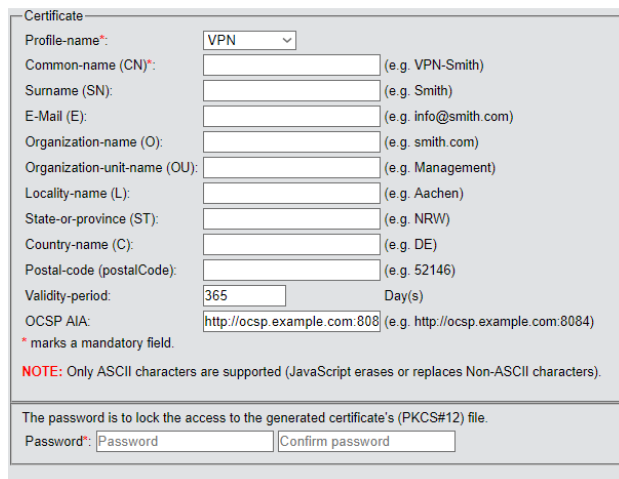 Certificate
Profile-name*: VPN
Common-name (CN)*: (e.g. VPN-Smith)
Surname (SN): (e.g. Smith)
E-Mail (E): (e.g. info@smith.com)
Organization-name (O): (e.g. smith.com)
Organization-unit-name (OU): (e.g. Management)
Locality-name (L): (e.g. Aachen)
State-or-province (ST): (e.g. NRW)
Country-name (C): (e.g. DE)
Postal-code (postalCode): (e.g. 52146)
Validity-period: 365 Day(s)
OCSP AIA: http://ocsp.example.com:808 (e.g. http://ocsp.example.com:8084)
* marks a mandatory field.
NOTE: Only ASCII characters are supported (JavaScript erases or replaces Non-ASCII characters).
The password is to lock the access to the generated certificate's (PKCS#12) file.
Password*: Password Confirm password